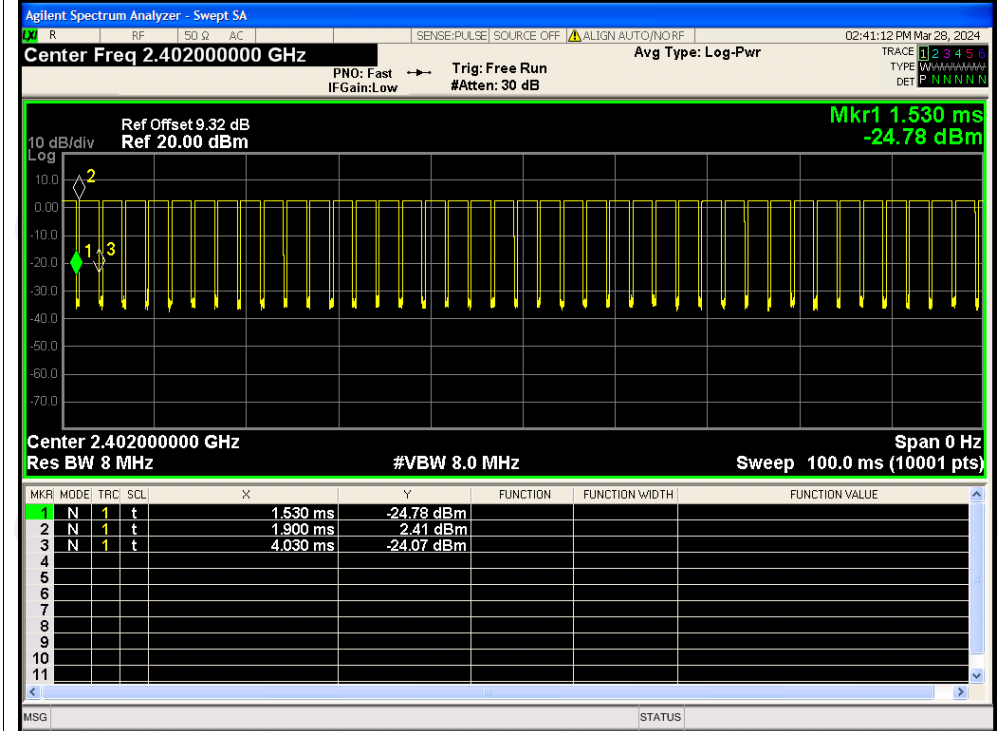 Agilent Spectrum Analyzer - Swept SA
LXI R RF 50 Ω AC SENSE:PULSE SOURCE OFF ALIGN AUTO/NO RF 02:41:12 PM Mar 28, 2024
Center Freq 2.402000000 GHz Avg Type: Log-Pwr TRACE 1 2 3 4 5 6
PNO: Fast Trig: Free Run TYPE WWWWWW
IFGain:Low #Atten: 30 dB DET P N N N N N
Mkr1 1.530 ms
-24.78 dBm
Ref Offset 9.32 dB
10 dB/div Ref 20.00 dBm
Log
10.0
0.00
-10.0
-20.0
-30.0
-40.0
-50.0
-60.0
-70.0
2
1 3
Center 2.402000000 GHz Span 0 Hz
Res BW 8 MHz #VBW 8.0 MHz Sweep 100.0 ms (10001 pts)
MKR MODE TRC SCL X Y FUNCTION FUNCTION WIDTH FUNCTION VALUE
1 N 1 t 1.530 ms -24.78 dBm
2 N 1 t 1.900 ms 2.41 dBm
3 N 1 t 4.030 ms -24.07 dBm
4
5
6
7
8
9
10
11
MSG STATUS